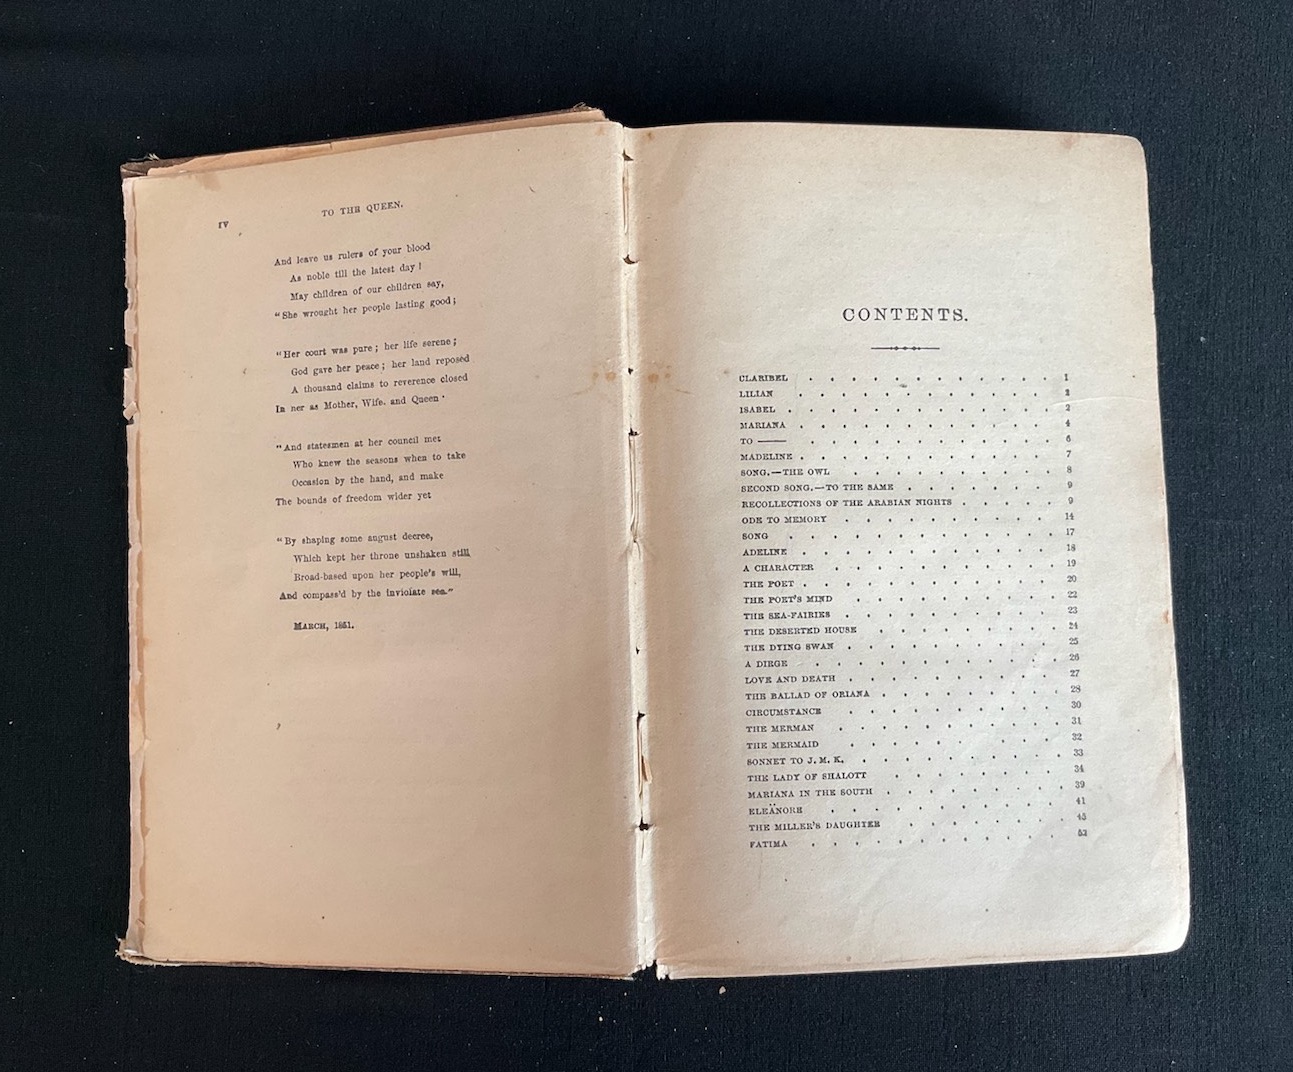 IV
TO THE QUEEN.
And leave us rulers of your blood
As noble till the latest day!
May children of our children say,
"She wrought her people lasting good;
"Her court was pure; her life serene;
God gave her peace; her land reposed
A thousand claims to reverence closed
In her as Mother, Wife, and Queen·
"And statesmen at her council met
Who knew the seasons when to take
Occasion by the hand, and make
The bounds of freedom wider yet
"By shaping some august decree,
Which kept her throne unshaken still,
Broad-based upon her people's will,
And compass'd by the inviolate sea."
MARCH, 1851.
CONTENTS.
CLARIBEL . . . . . . . . . . . . 1
LILIAN . . . . . . . . . . . . 2
ISABEL . . . . . . . . . . . . 2
MARIANA . . . . . . . . . . . . 4
TO —— . . . . . . . . . . . 6
MADELINE . . . . . . . . . . . . 7
SONG.—THE OWL . . . . . . . . . . 8
SECOND SONG.—TO THE SAME . . . . . . . 9
RECOLLECTIONS OF THE ARABIAN NIGHTS . . . . . 9
ODE TO MEMORY . . . . . . . . . . 14
SONG . . . . . . . . . . . . 17
ADELINE . . . . . . . . . . . . 18
A CHARACTER . . . . . . . . . . 19
THE POET . . . . . . . . . . . . 20
THE POET'S MIND . . . . . . . . . . 22
THE SEA-FAIRIES . . . . . . . . . . 23
THE DESERTED HOUSE . . . . . . . . . 24
THE DYING SWAN . . . . . . . . . . 25
A DIRGE . . . . . . . . . . . 26
LOVE AND DEATH . . . . . . . . . . 27
THE BALLAD OF ORIANA . . . . . . . . . 28
CIRCUMSTANCE . . . . . . . . . . 30
THE MERMAN . . . . . . . . . . 31
THE MERMAID . . . . . . . . . . 32
SONNET TO J. M. K. . . . . . . . . . . 33
THE LADY OF SHALOTT . . . . . . . . 34
MARIANA IN THE SOUTH . . . . . . . . . 39
ELEÄNORE . . . . . . . . . . . 41
THE MILLER'S DAUGHTER . . . . . . . . 45
FATIMA . . . . . . . . . . . 52